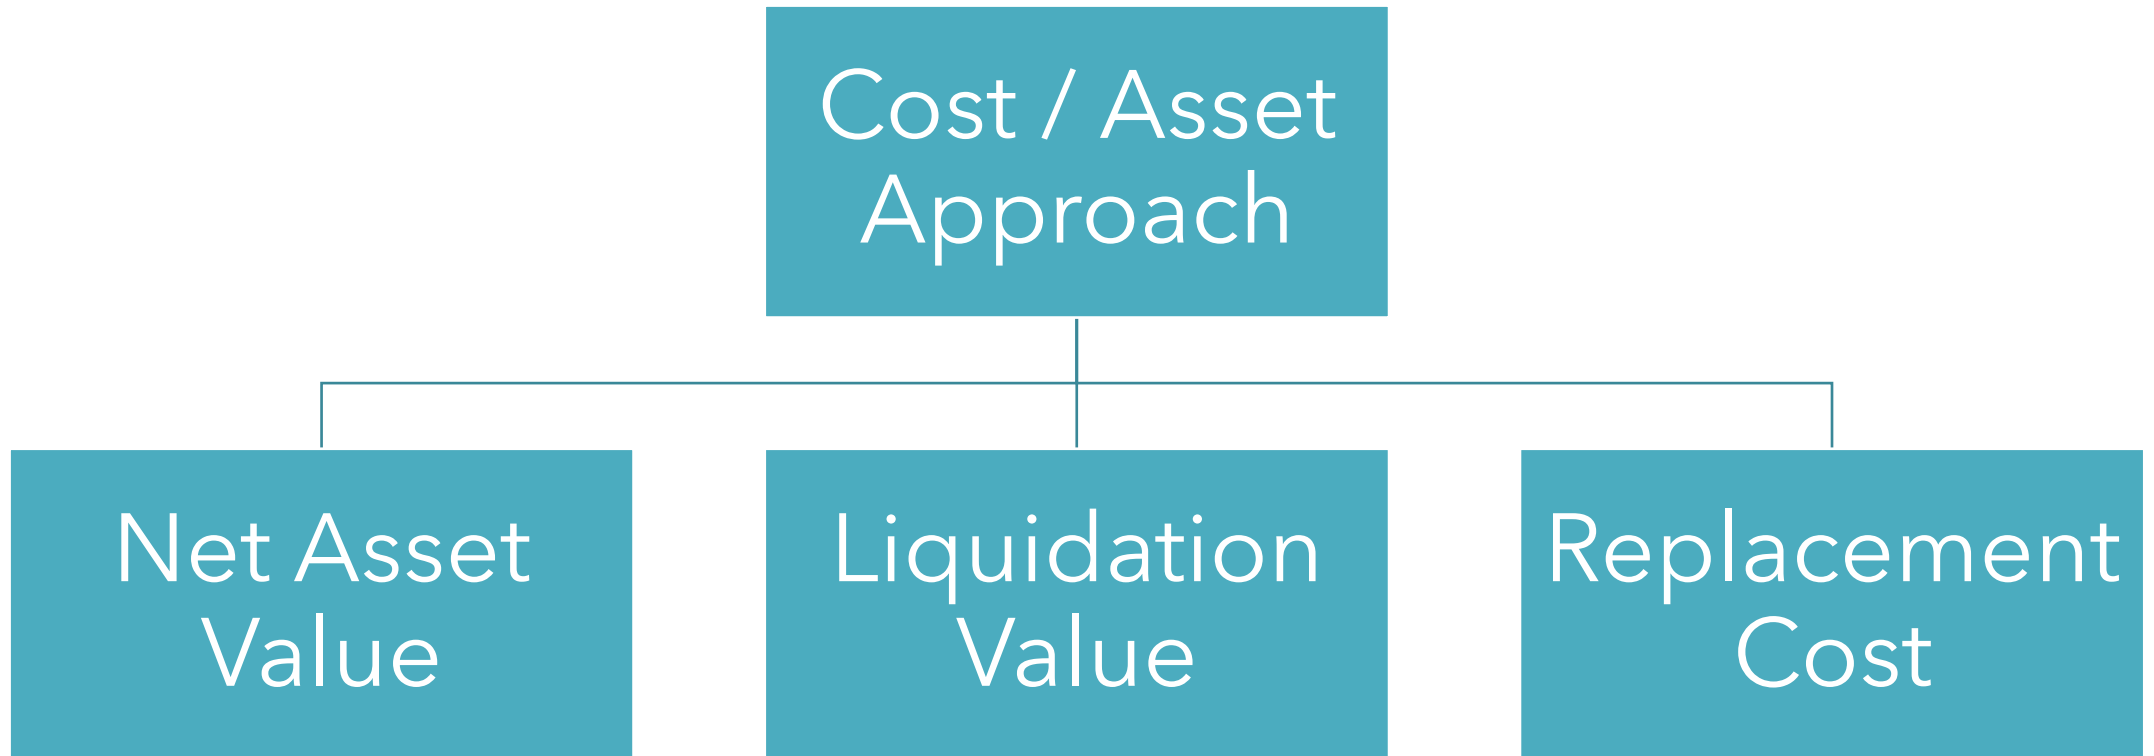 Cost / Asset
Approach
Net Asset
Value
Liquidation
Value
Replacement
Cost